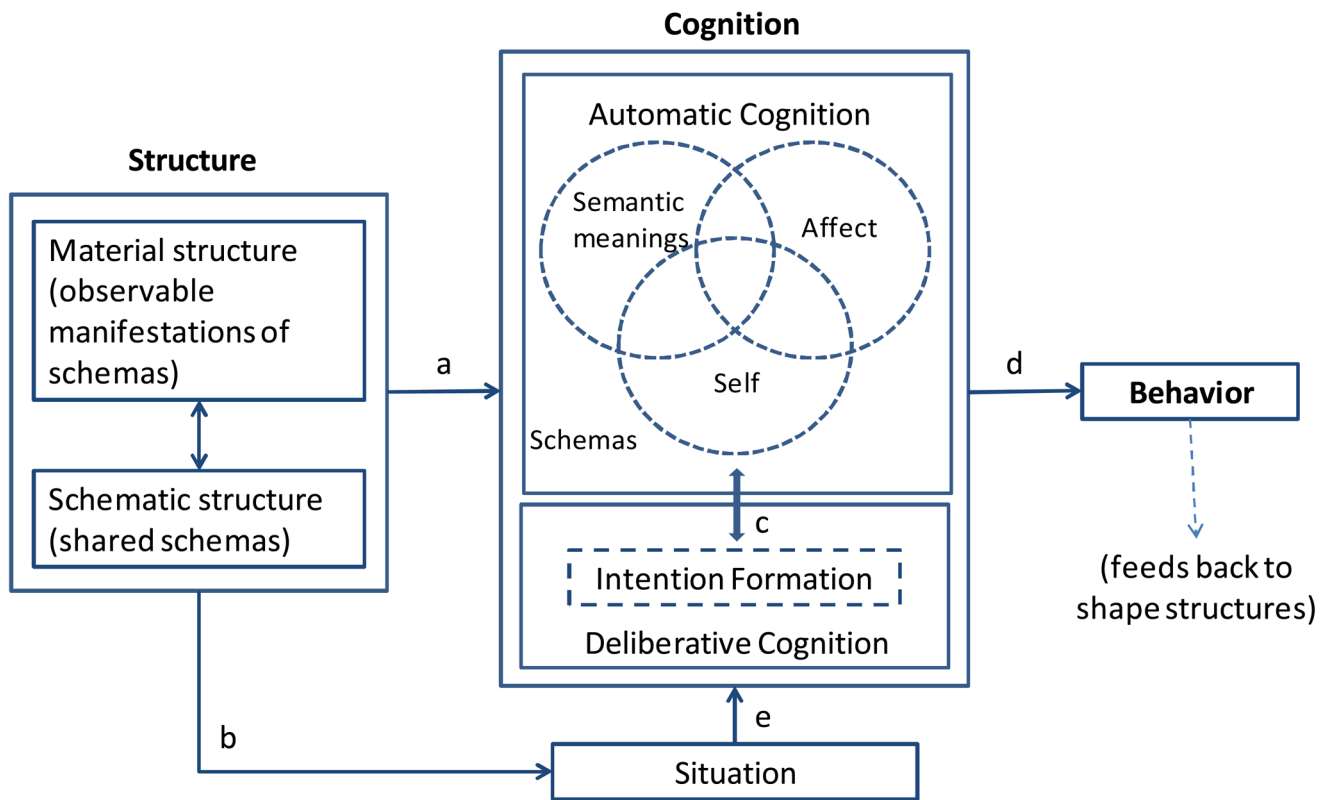 Structure
Material structure
(observable
manifestations of
schemas)
Schematic structure
(shared schemas)
a
b
Cognition
Automatic Cognition
Semantic
meanings
Affect
Self
Schemas
c
Intention Formation
Deliberative Cognition
e
Situation
d
Behavior
(feeds back to
shape structures)